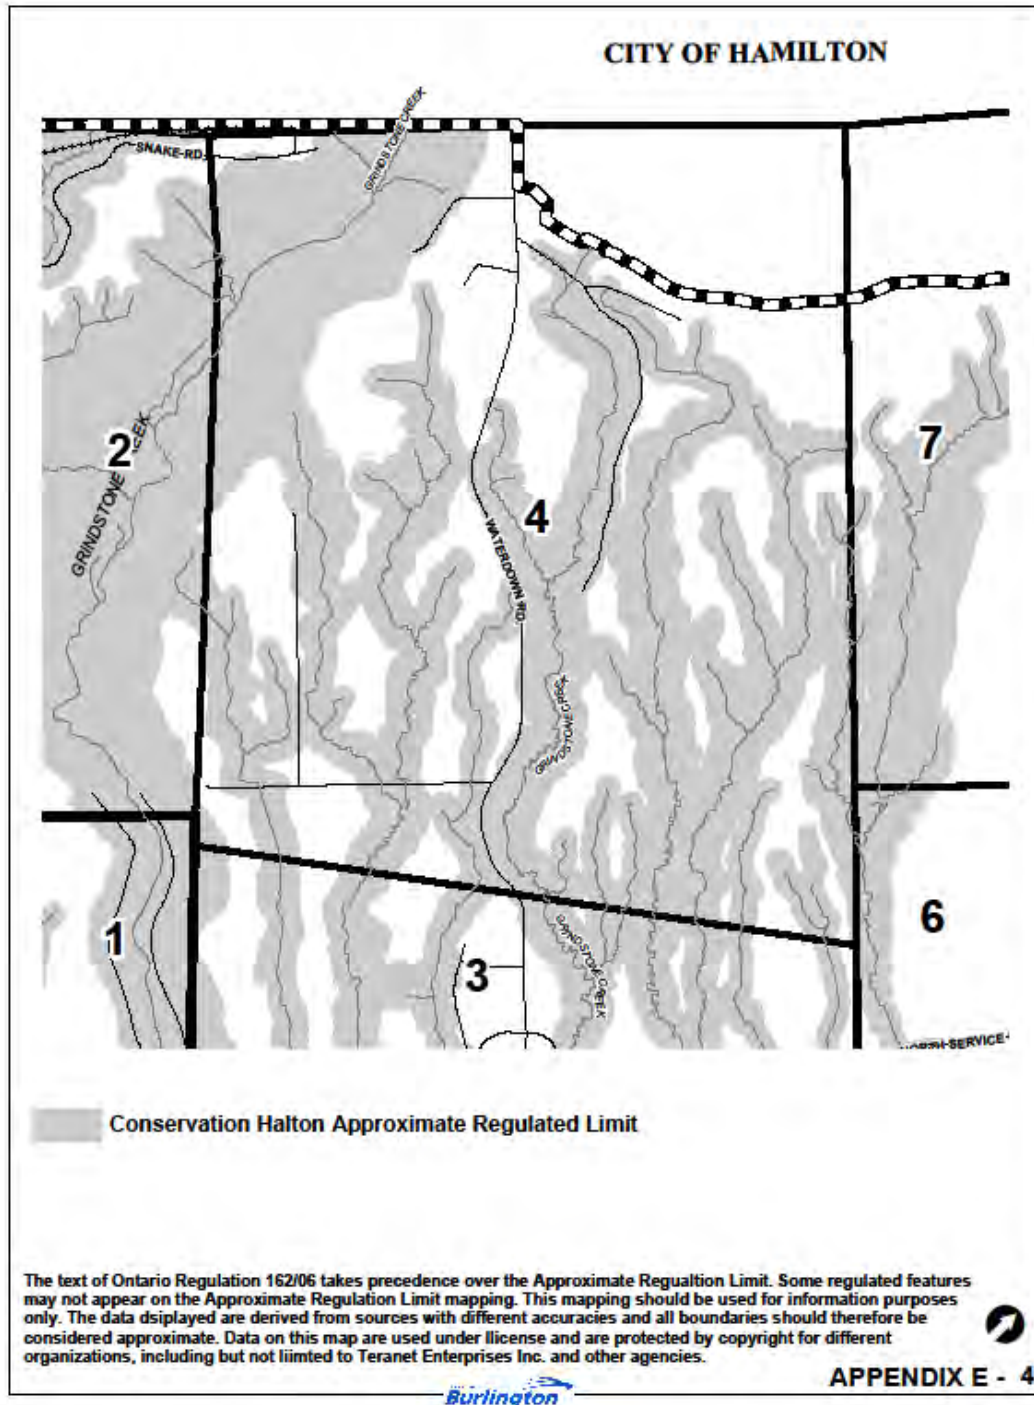 CITY OF HAMILTON
GRINDSTONE CREEK
SNAKE RD
2
GRINDSTONE
EEK
7
4
WATERDOWN RD
GRINDSTONE CREEK
1
3
GRINDSTONE CREEK
6
NORTH-SERVICE-
Conservation Halton Approximate Regulated Limit
The text of Ontario Regulation 162/06 takes precedence over the Approximate Regualtion Limit. Some regulated features
may not appear on the Approximate Regulation Limit mapping. This mapping should be used for information purposes
only. The data dsiplayed are derived from sources with different accuracies and all boundaries should therefore be
considered approximate. Data on this map are used under llicense and are protected by copyright for different
organizations, including but not liimted to Teranet Enterprises Inc. and other agencies.
APPENDIX E - 4
Burlington